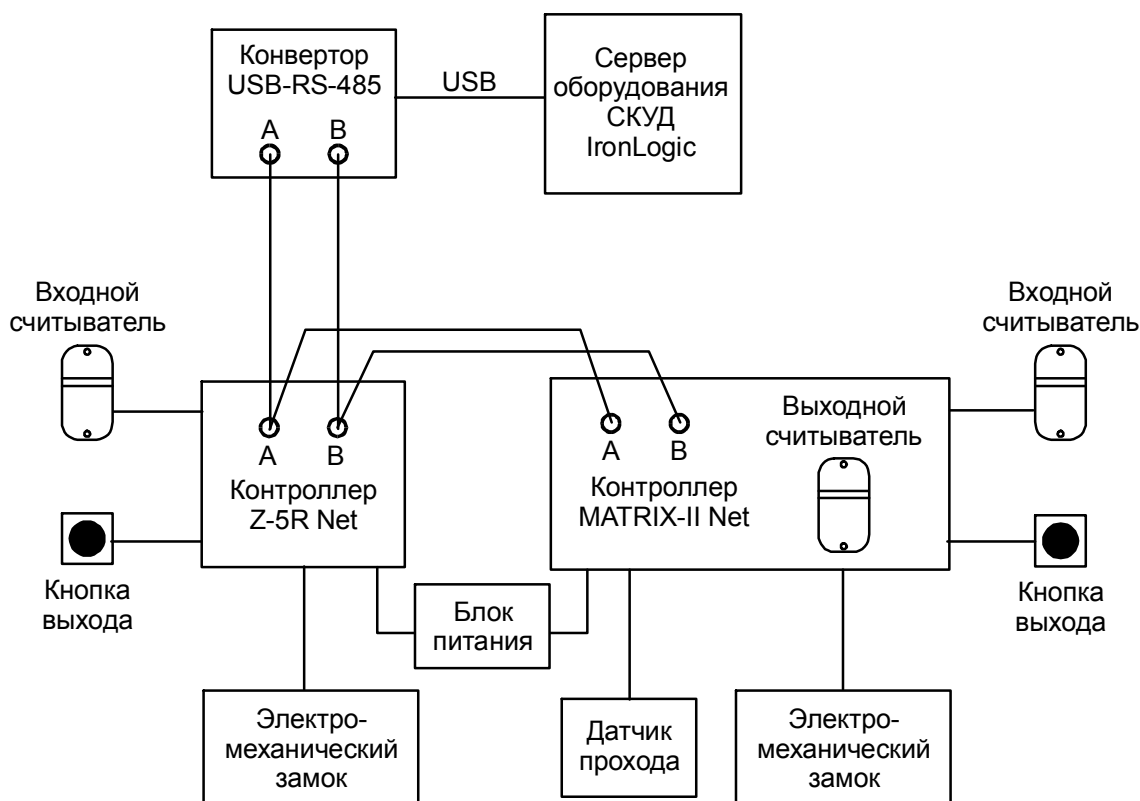 Конвертор
USB-RS-485
A
B
USB
Сервер
оборудования
СКУД
IronLogic
Входной
считыватель
Входной
считыватель
A
B
Контроллер
Z-5R Net
A
B
Контроллер
MATRIX-II Net
Выходной
считыватель
Кнопка
выхода
Блок
питания
Кнопка
выхода
Электро-
механический
замок
Датчик
прохода
Электро-
механический
замок